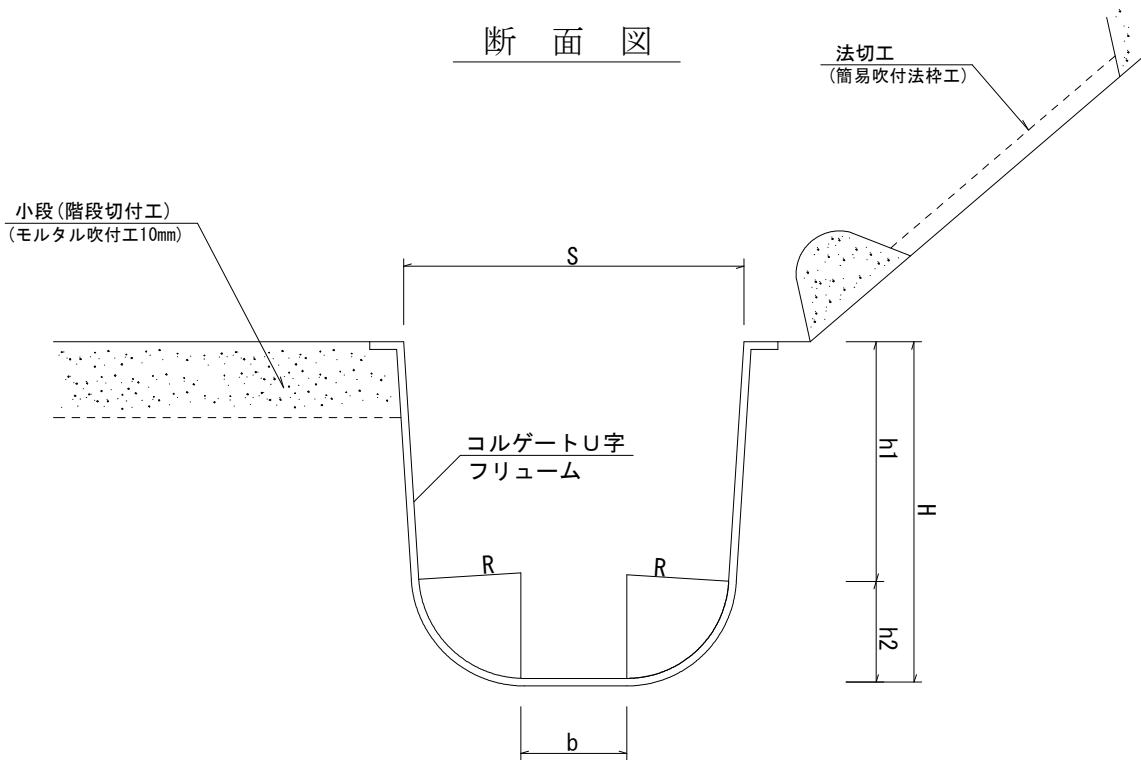 断面図
法切工
(簡易吹付法枠工)
小段(階段切付工)
(モルタル吹付工10mm)
S
コルゲートU字
フリューム
h1
H
R
R
h2
b